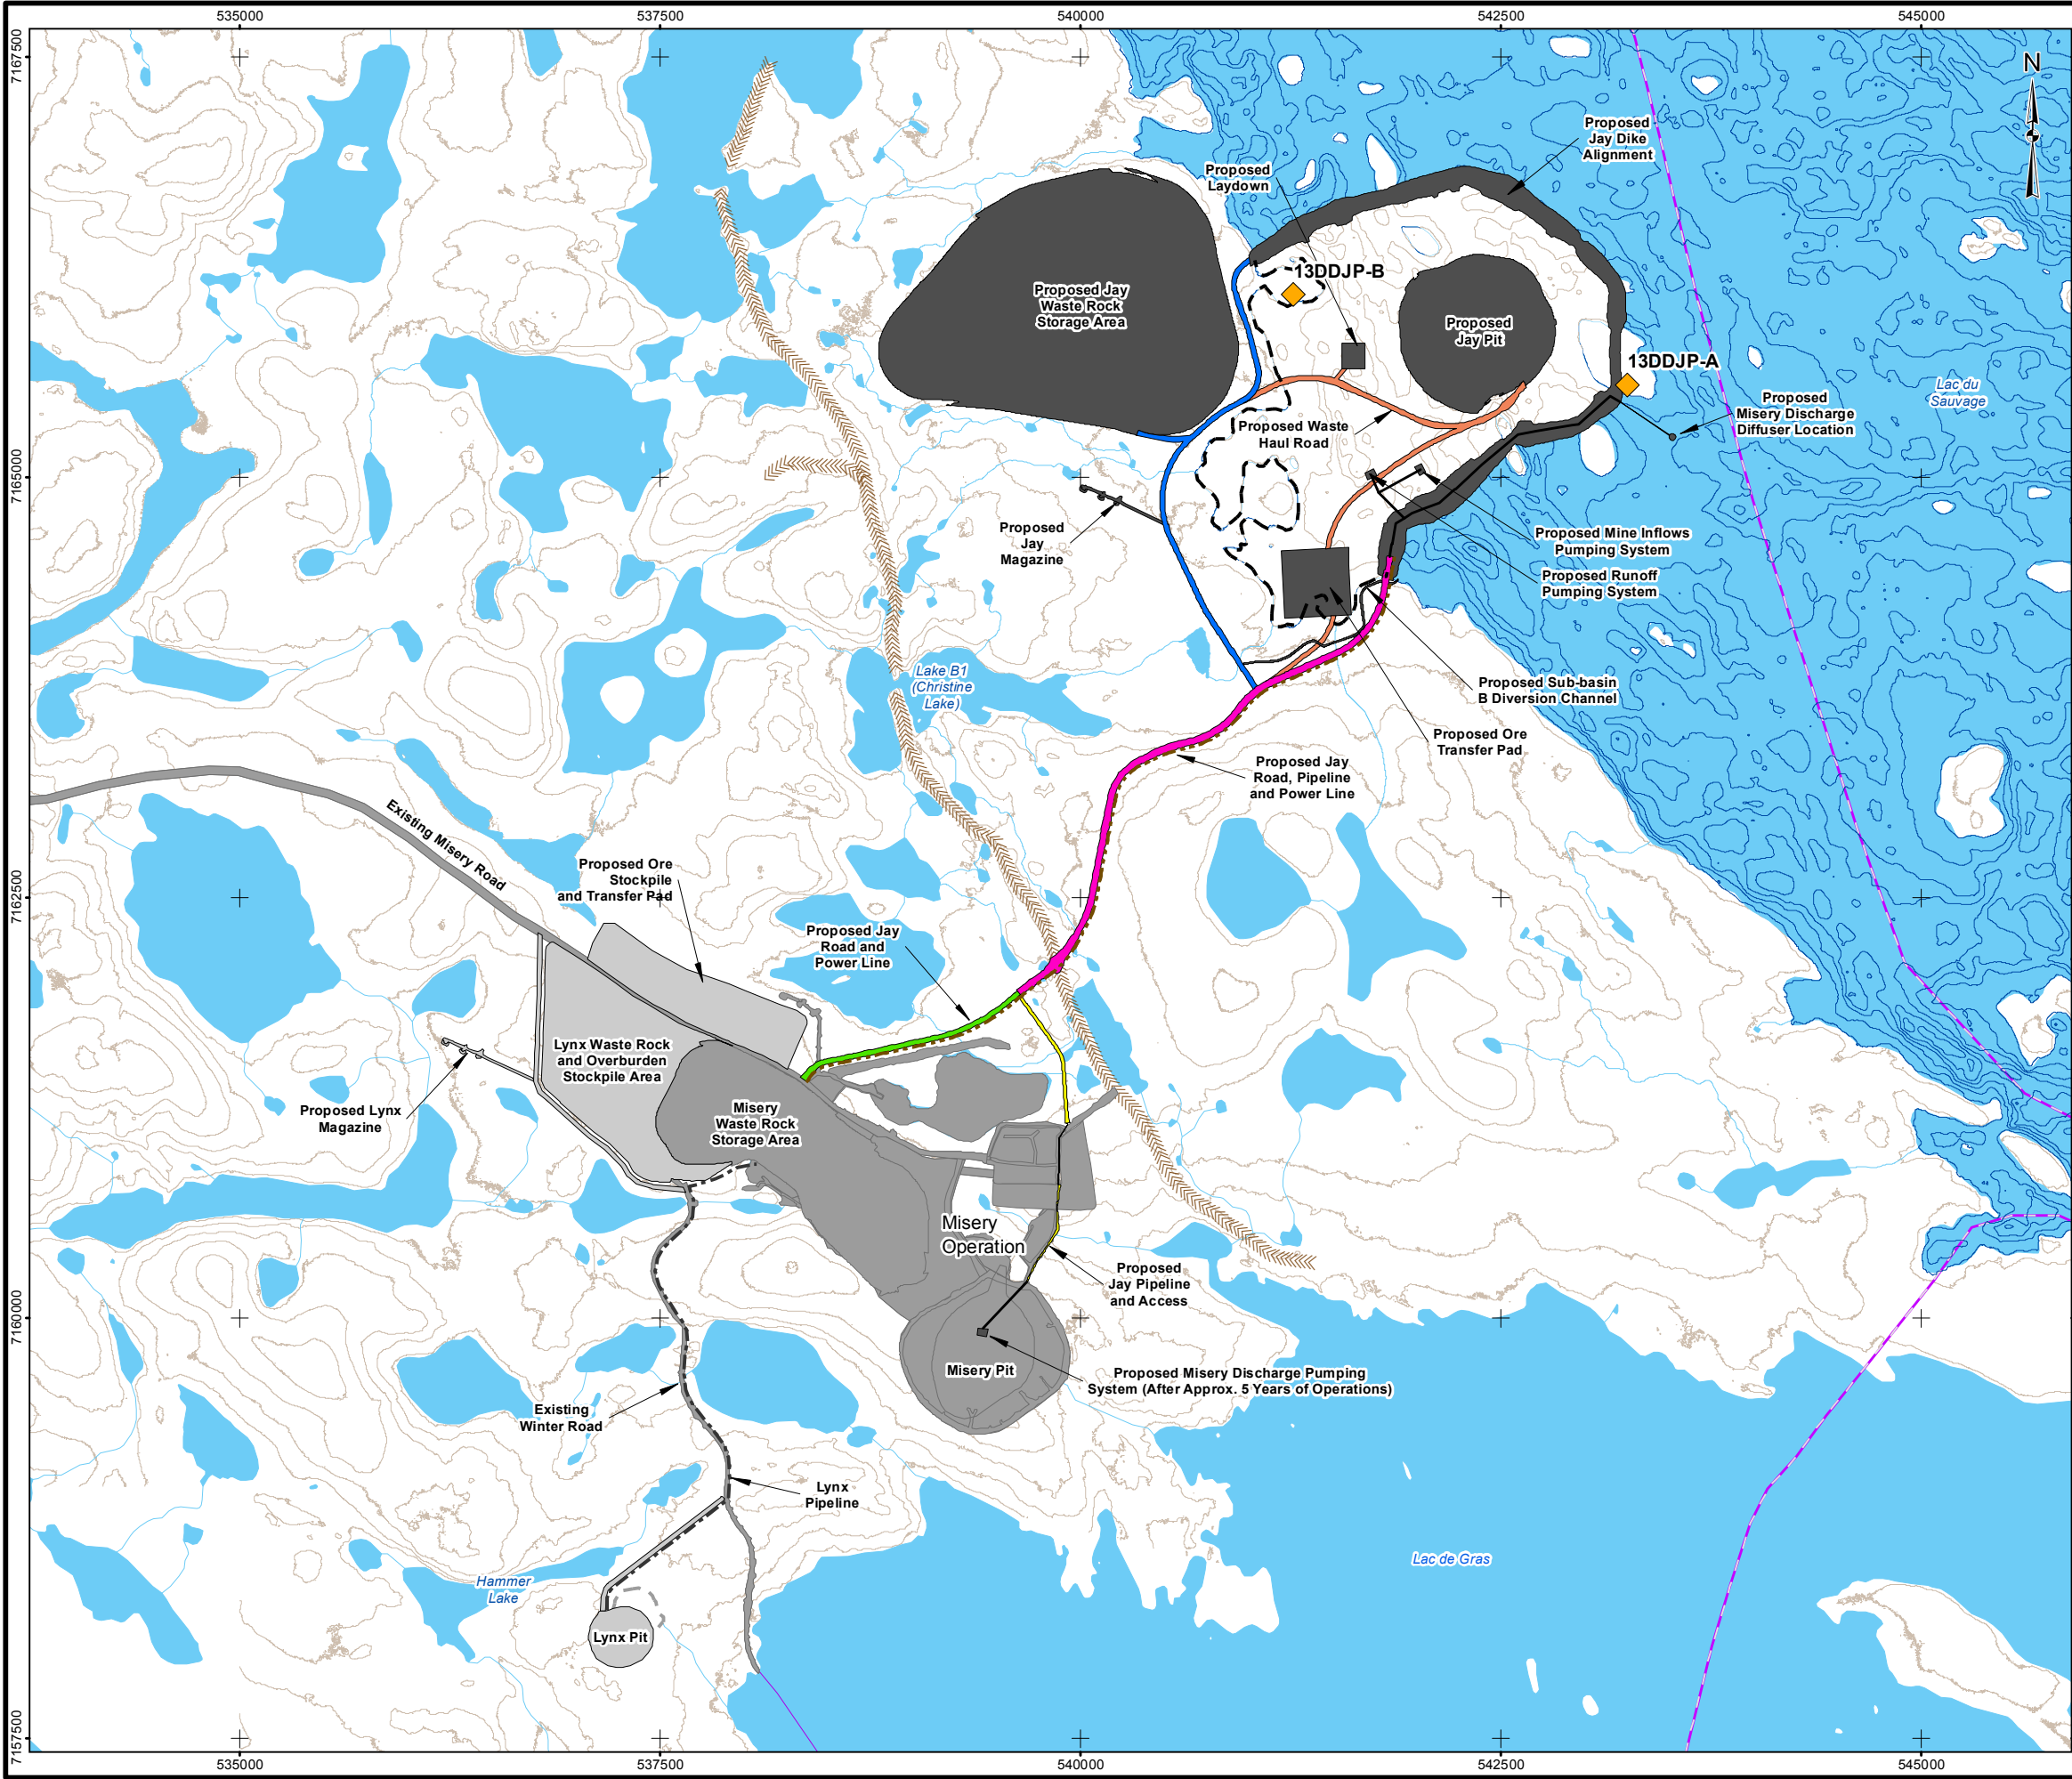 535000
537500
540000
542500
545000
7167500
7165000
7162500
7160000
7157500
N
Proposed
Jay Dike
Alignment
Proposed
Laydown
13DDJP-B
Proposed Jay
Waste Rock
Storage Area
Proposed
Jay Pit
13DDJP-A
Lac du
Sauvage
Proposed
Misery Discharge
Diffuser Location
Proposed Waste
Haul Road
Proposed
Jay
Magazine
Proposed Mine Inflows
Pumping System
Proposed Runoff
Pumping System
Lake B1
(Christine
Lake)
Proposed Sub-basin
B Diversion Channel
Proposed Ore
Transfer Pad
Proposed Jay
Road, Pipeline
and Power Line
Existing Misery Road
Proposed Ore
Stockpile
and Transfer Pad
Proposed Jay
Road and
Power Line
Lynx Waste Rock
and Overburden
Stockpile Area
Proposed Lynx
Magazine
Misery
Waste Rock
Storage Area
Misery
Operation
Proposed
Jay Pipeline
and Access
Misery Pit
Proposed Misery Discharge Pumping
System (After Approx. 5 Years of Operations)
Existing
Winter Road
Lynx
Pipeline
Lac de Gras
Hammer
Lake
Lynx Pit
535000
537500
540000
542500
545000